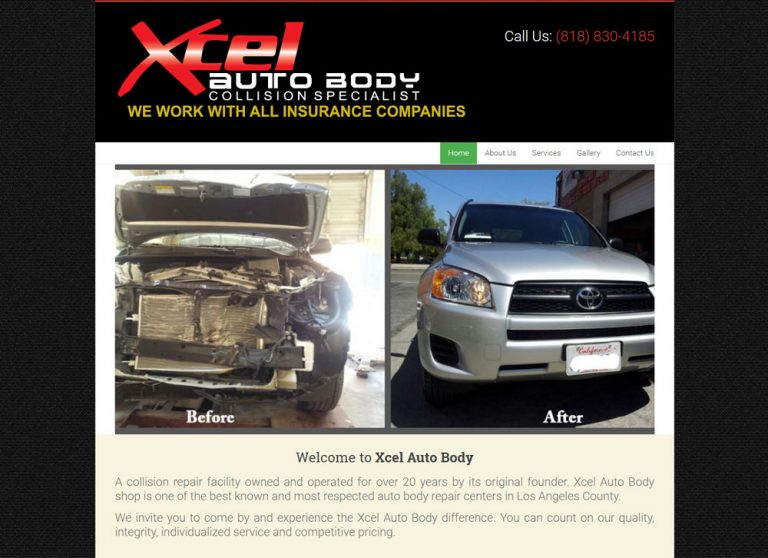 Xcel
AUTO BODY
COLLISION SPECIALIST
WE WORK WITH ALL INSURANCE COMPANIES
Call Us: (818) 830-4185
Home About Us Services Gallery Contact Us
California
Before
After
Welcome to Xcel Auto Body
A collision repair facility owned and operated for over 20 years by its original founder. Xcel Auto Body
shop is one of the best known and most respected auto body repair centers in Los Angeles County.
We invite you to come by and experience the Xcel Auto Body difference. You can count on our quality,
integrity, individualized service and competitive pricing.